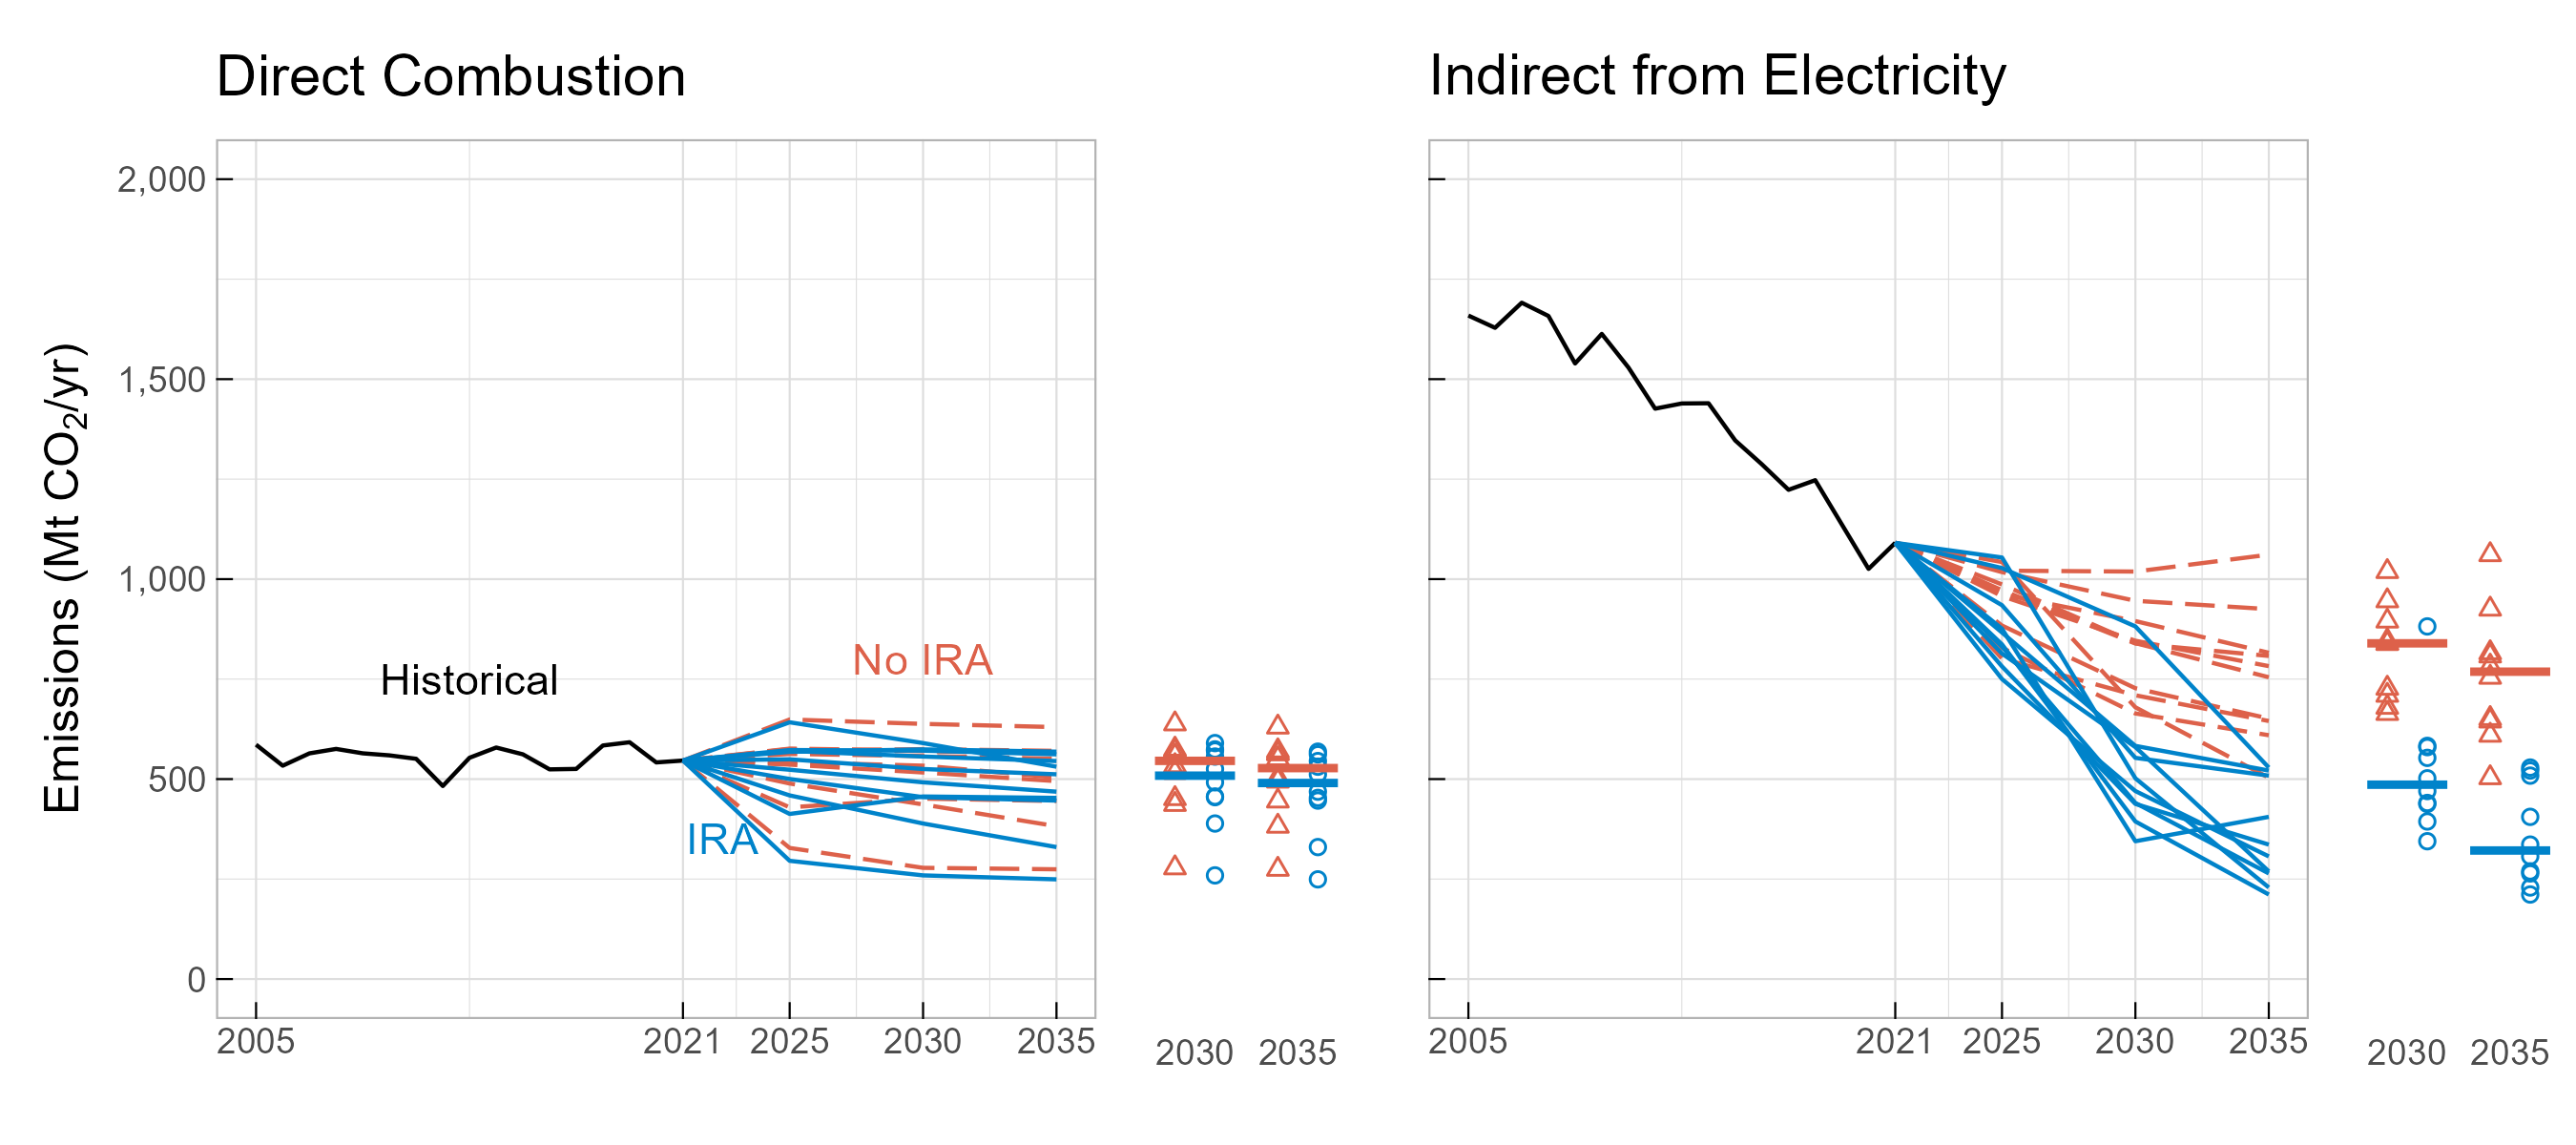 Direct Combustion
Indirect from Electricity
Emissions (Mt CO₂/yr)
2,000
1,500
1,000
500
0
Historical
No IRA
IRA
2005 2021 2025 2030 2035
2030 2035
2005 2021 2025 2030 2035
2030 2035